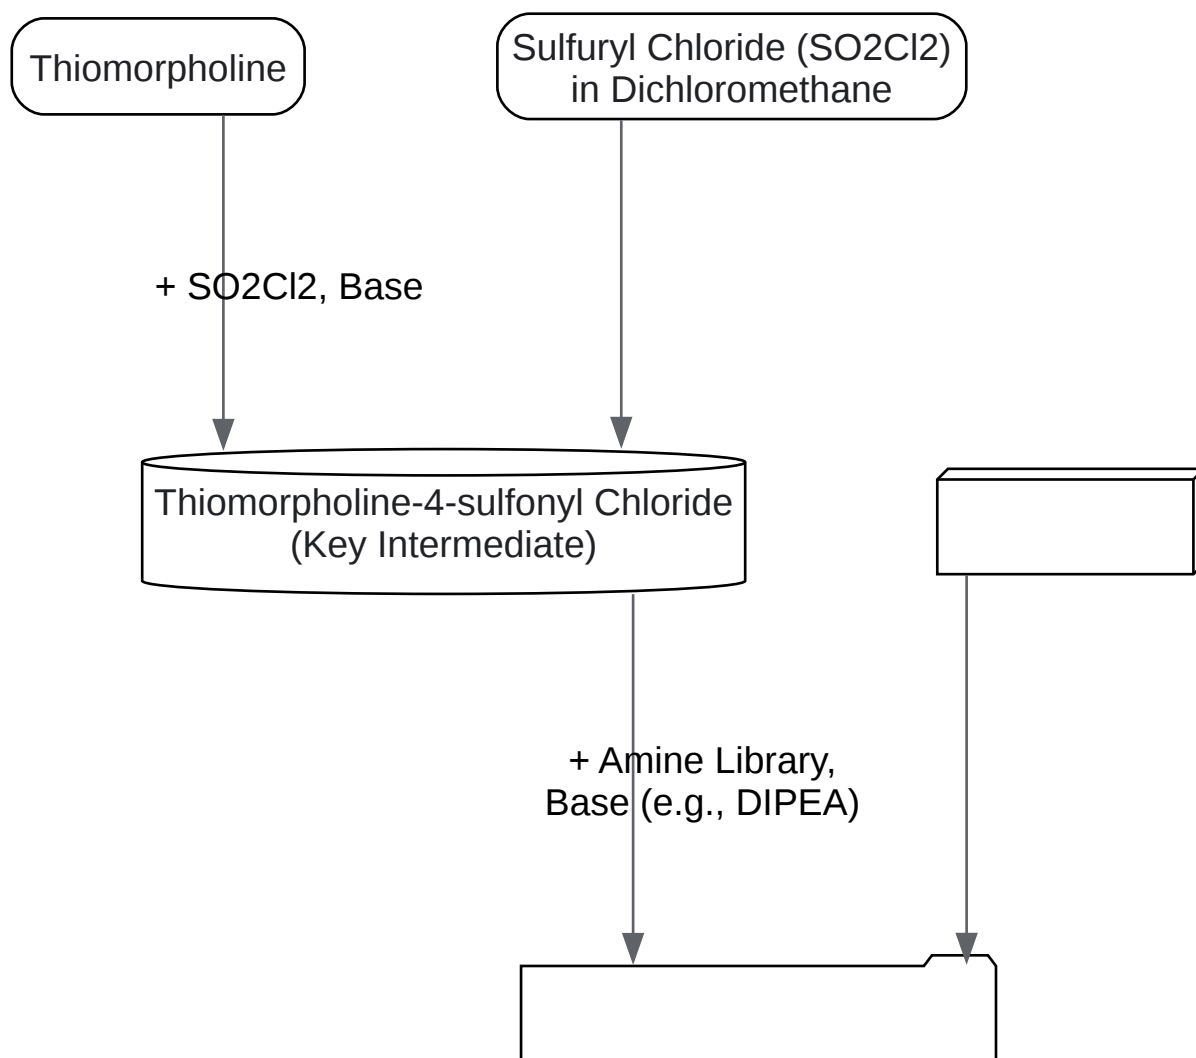 Thiomorpholine
Sulfuryl Chloride (SO2Cl2)
in Dichloromethane
+ SO2Cl2, Base
Thiomorpholine-4-sulfonyl Chloride
(Key Intermediate)
+ Amine Library,
Base (e.g., DIPEA)